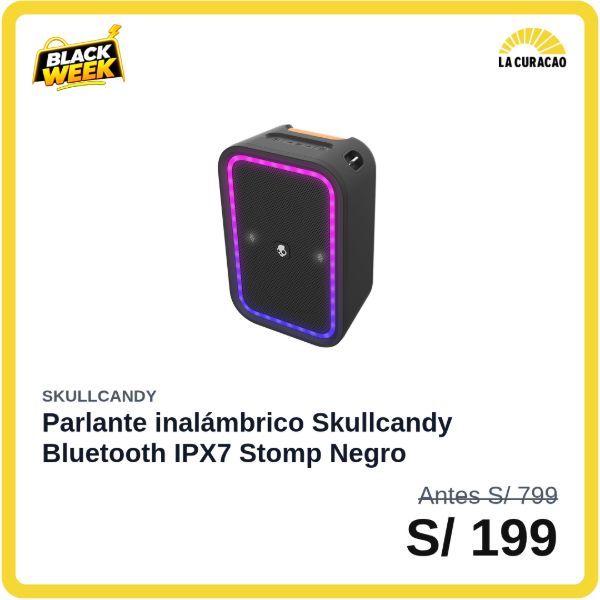 BLACK
WEEK
LA CURACAO
SKULLCANDY
Parlante inalámbrico Skullcandy
Bluetooth IPX7 Stomp Negro
Antes S/ 799
S/ 199